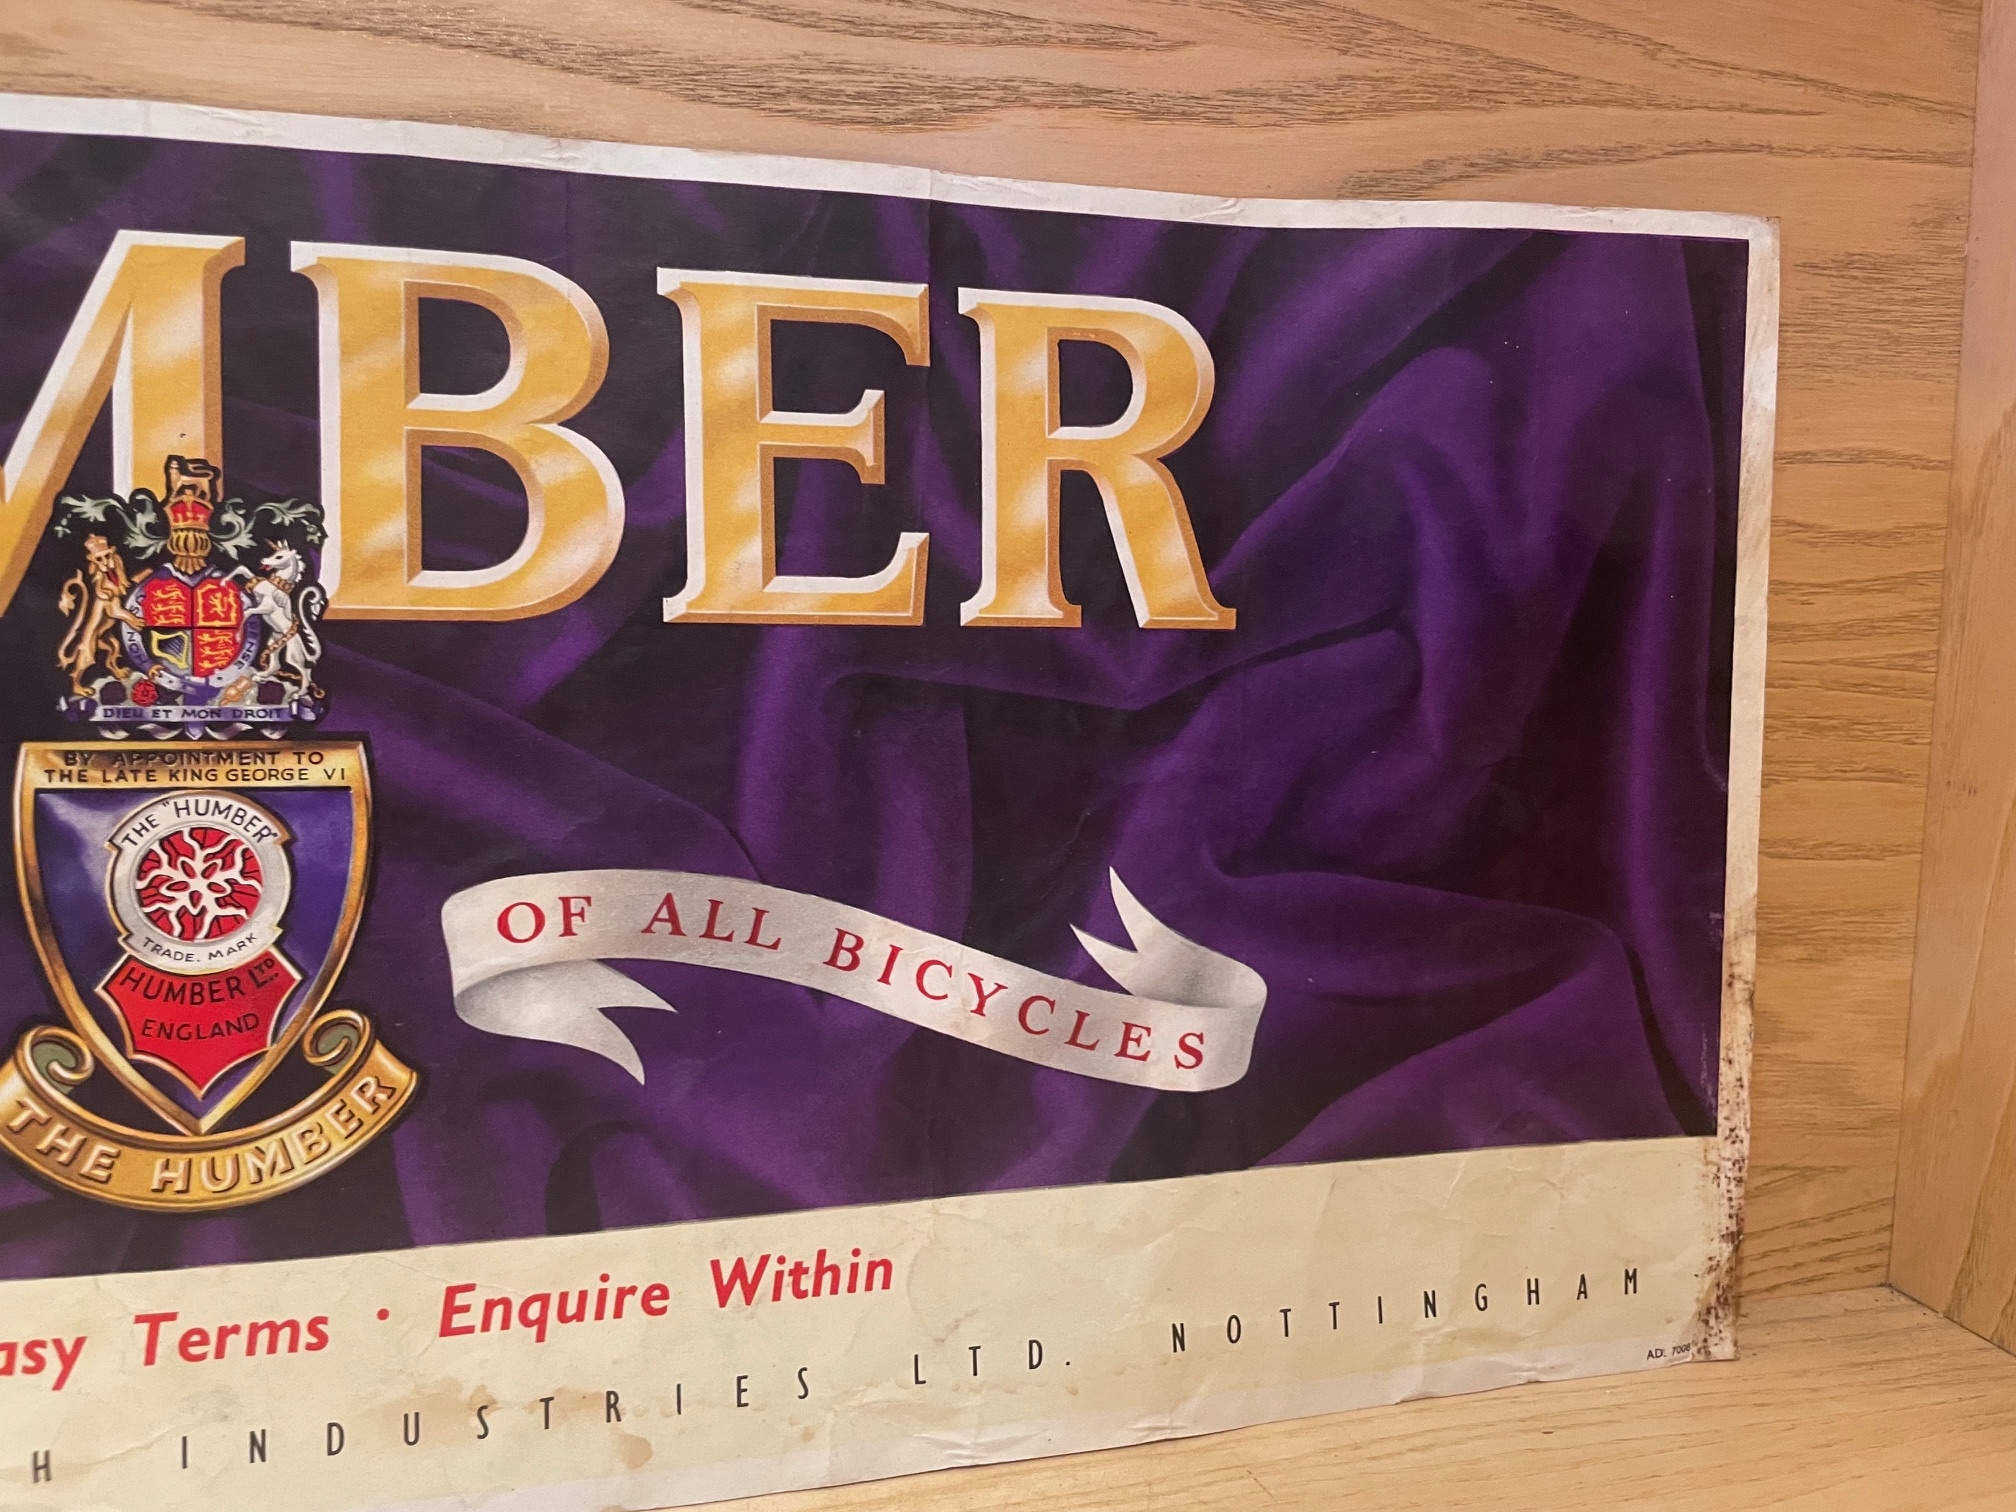 MBER
DIEU ET MON DROIT
BY APPOINTMENT TO
THE LATE KING GEORGE VI
THE "HUMBER"
TRADE. MARK
HUMBER LTD
ENGLAND
THE HUMBER
OF ALL BICYCLES
asy Terms · Enquire Within
H INDUSTRIES LTD. NOTTINGHAM
AD.